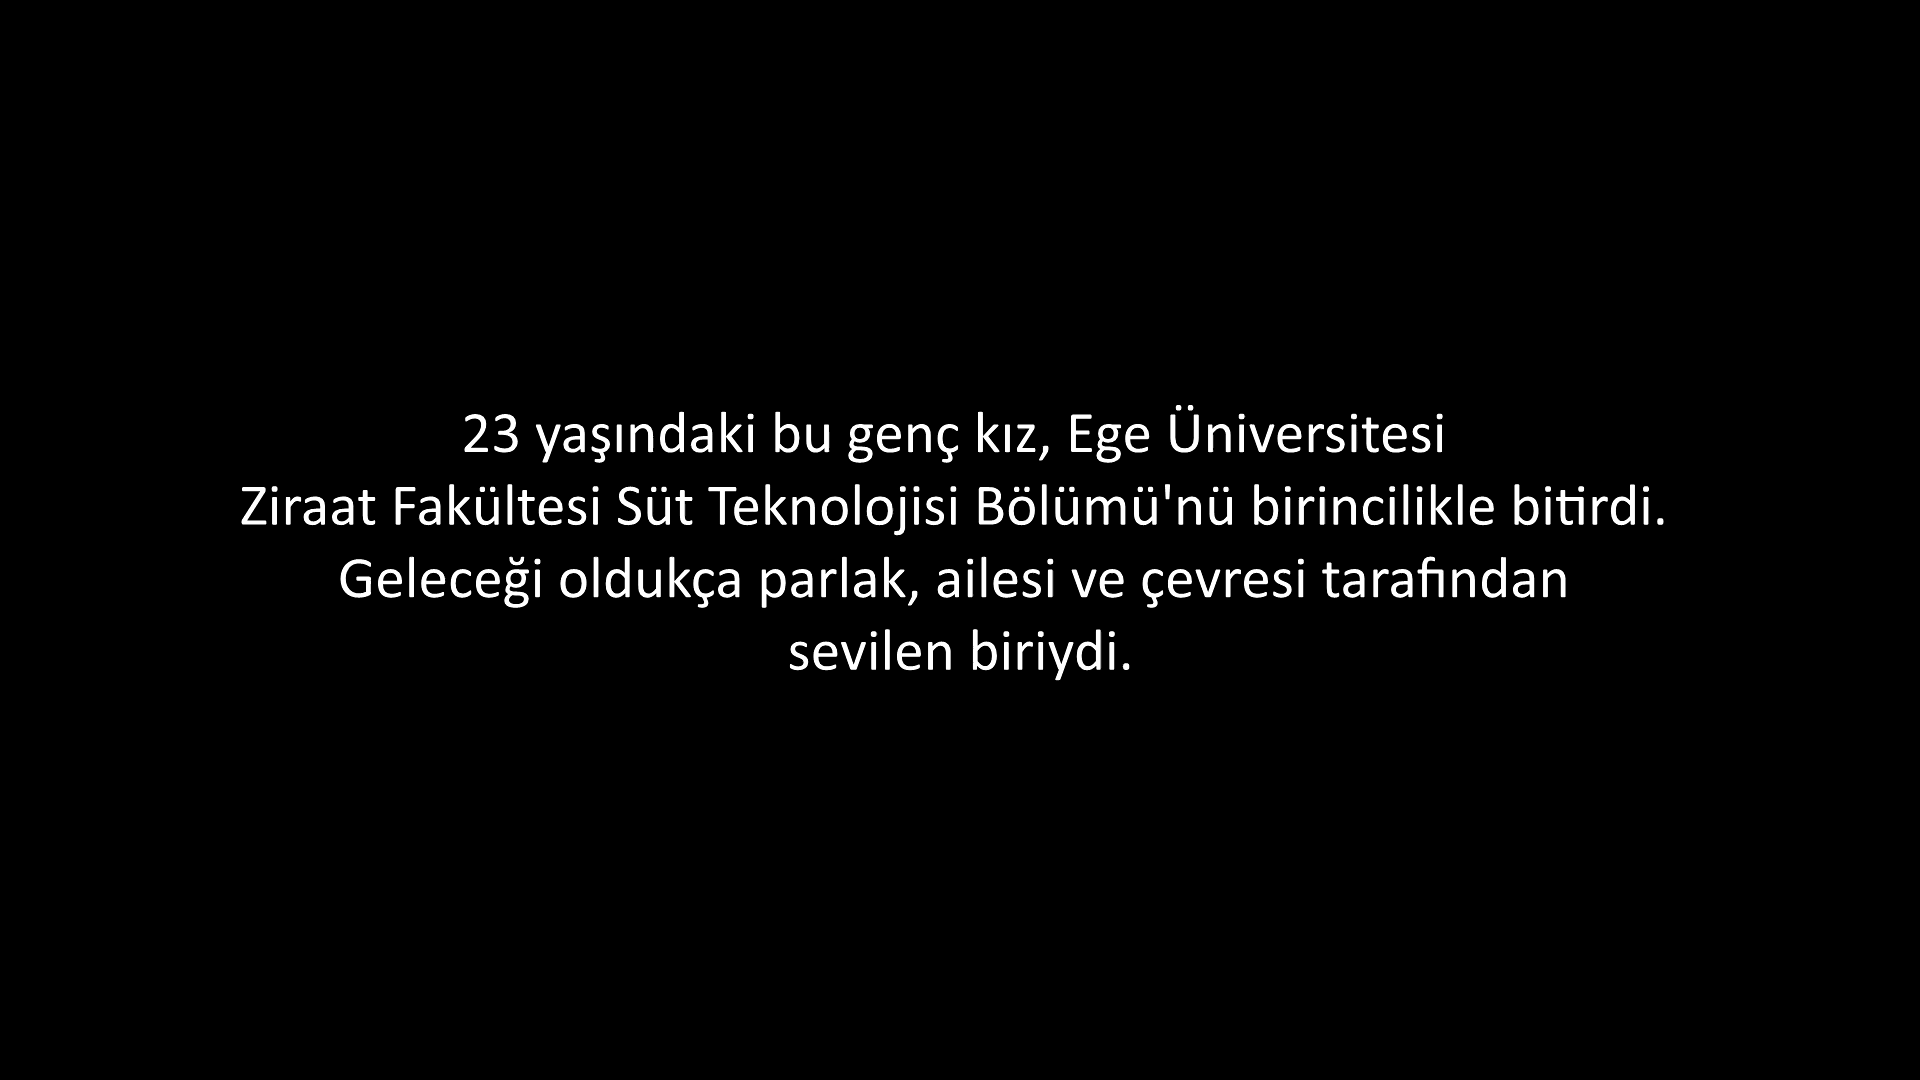 23 yaşındaki bu genç kız, Ege Üniversitesi
Ziraat Fakültesi Süt Teknolojisi Bölümü'nü birincilikle bitirdi.
Geleceği oldukça parlak, ailesi ve çevresi tarafından
sevilen biriydi.